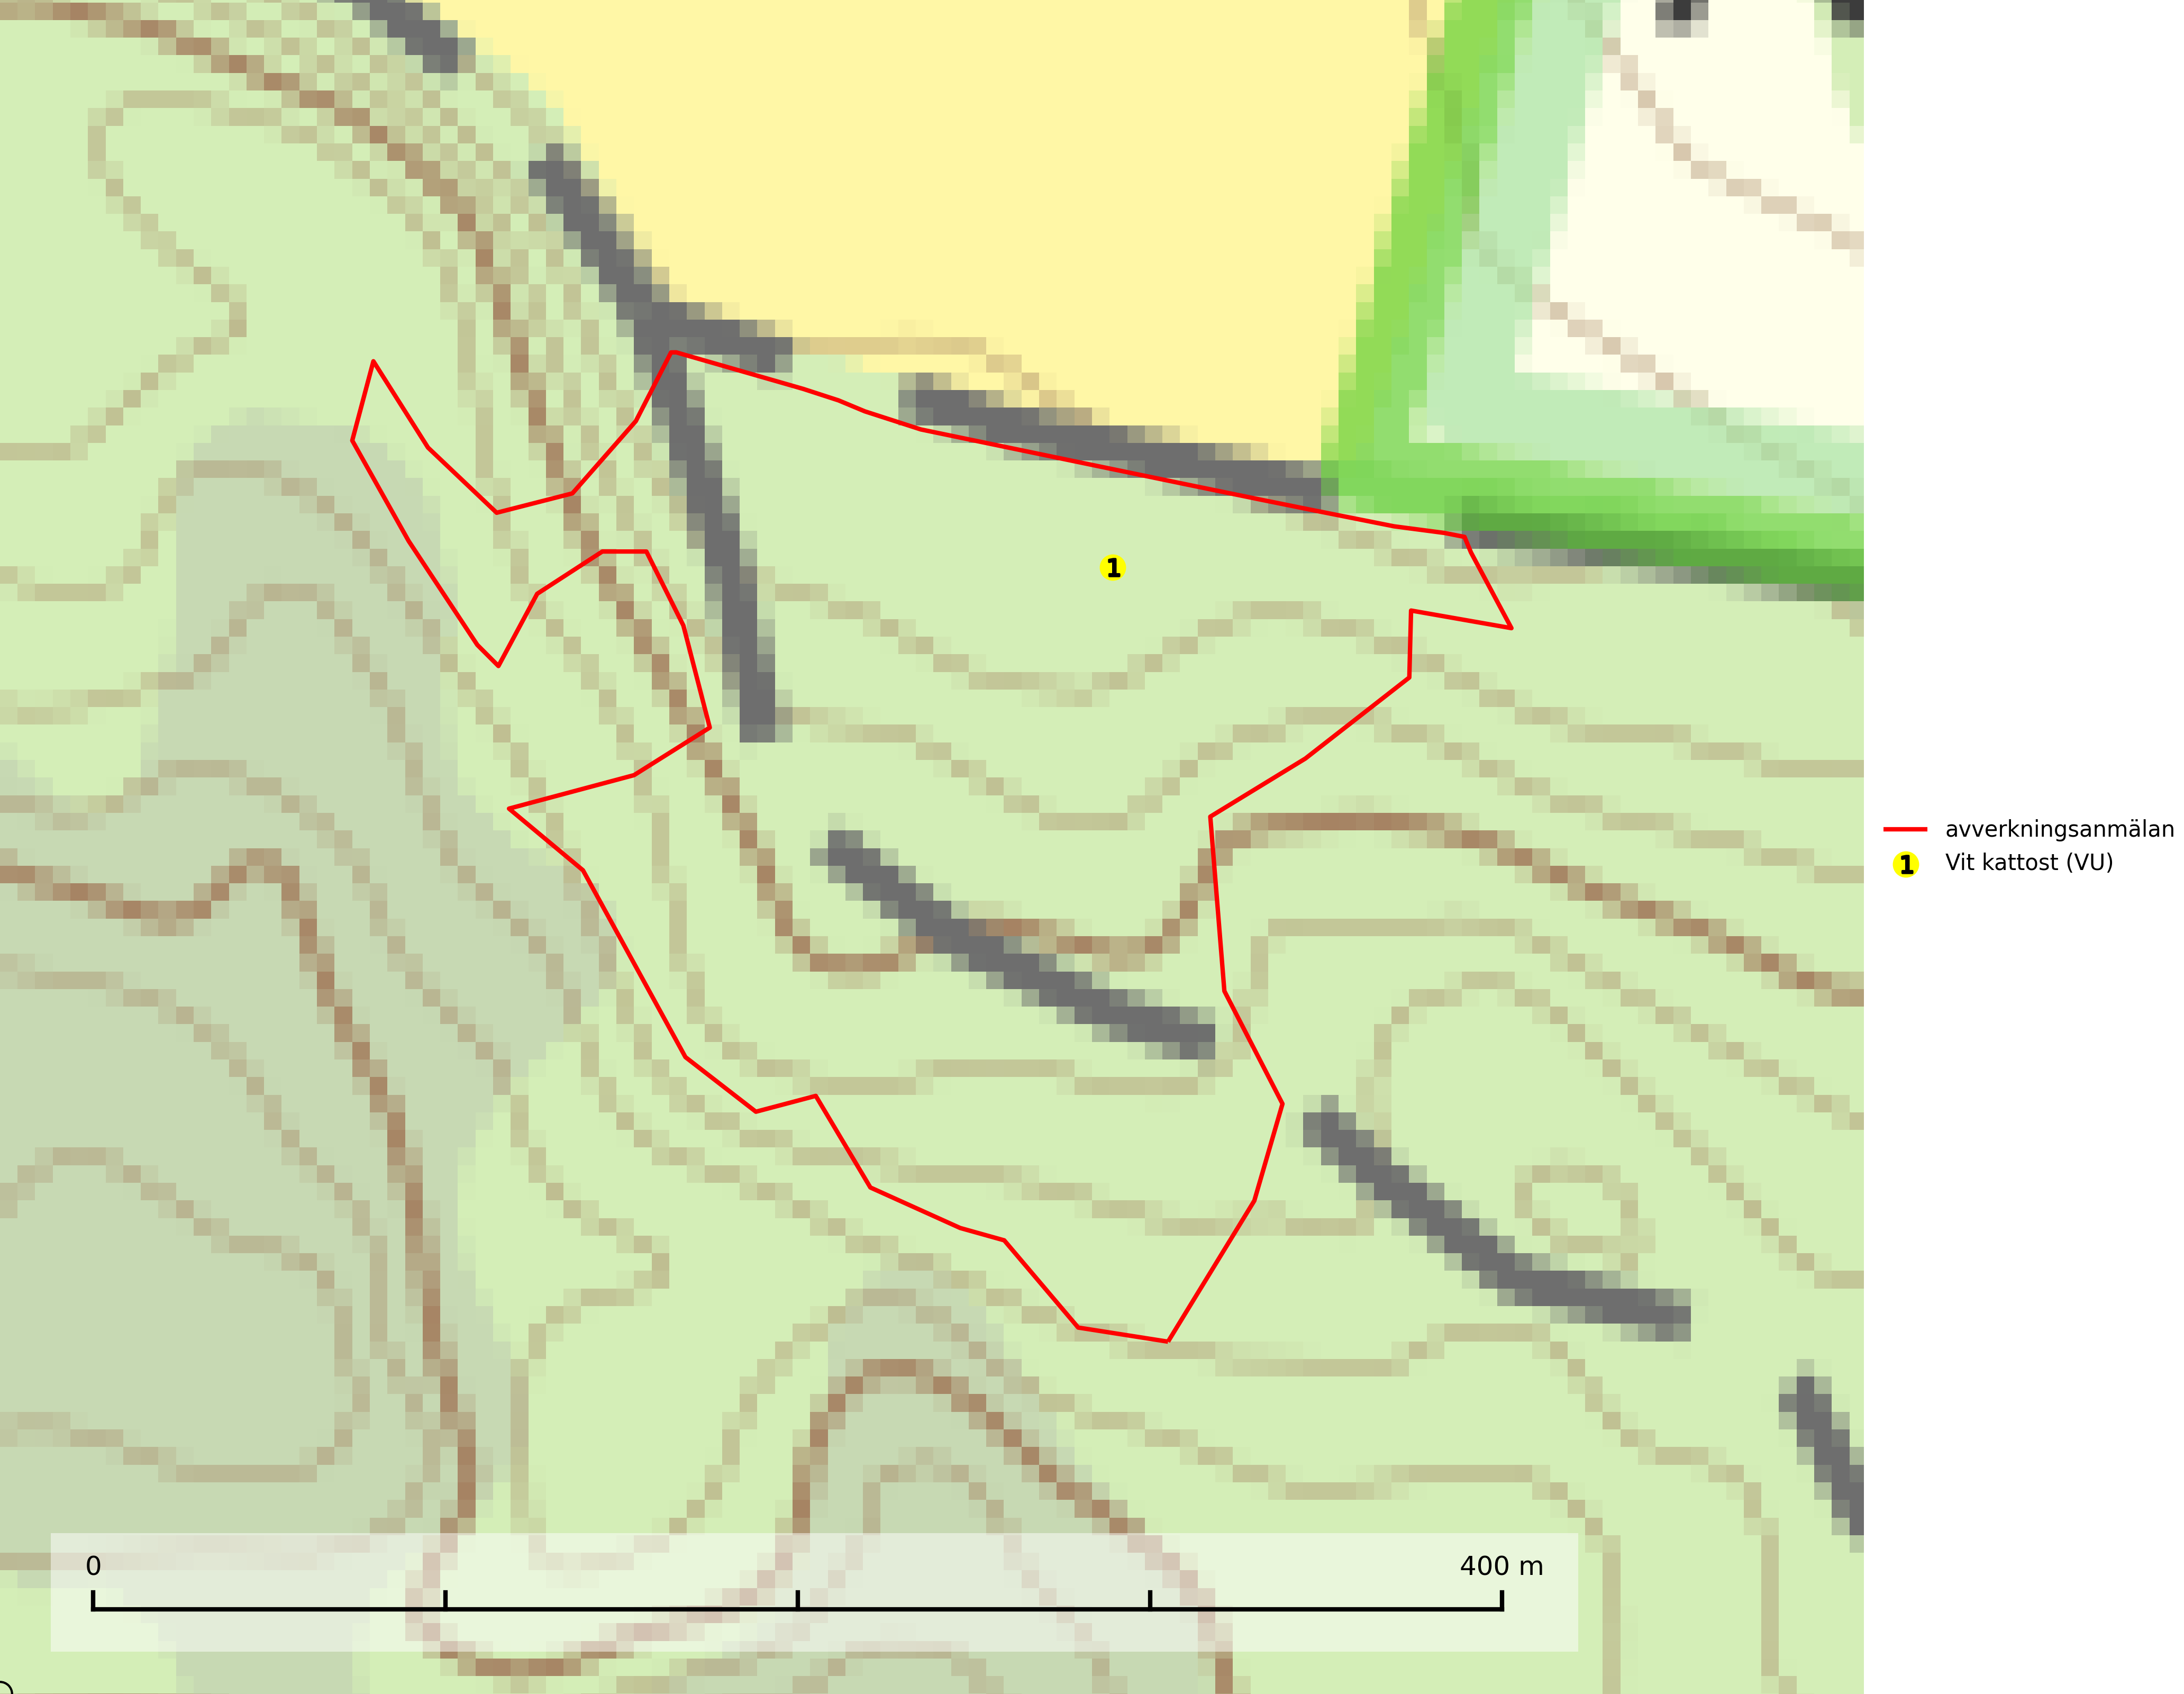 1
avverkningsanmälan
1 Vit kattost (VU)
0 400 m